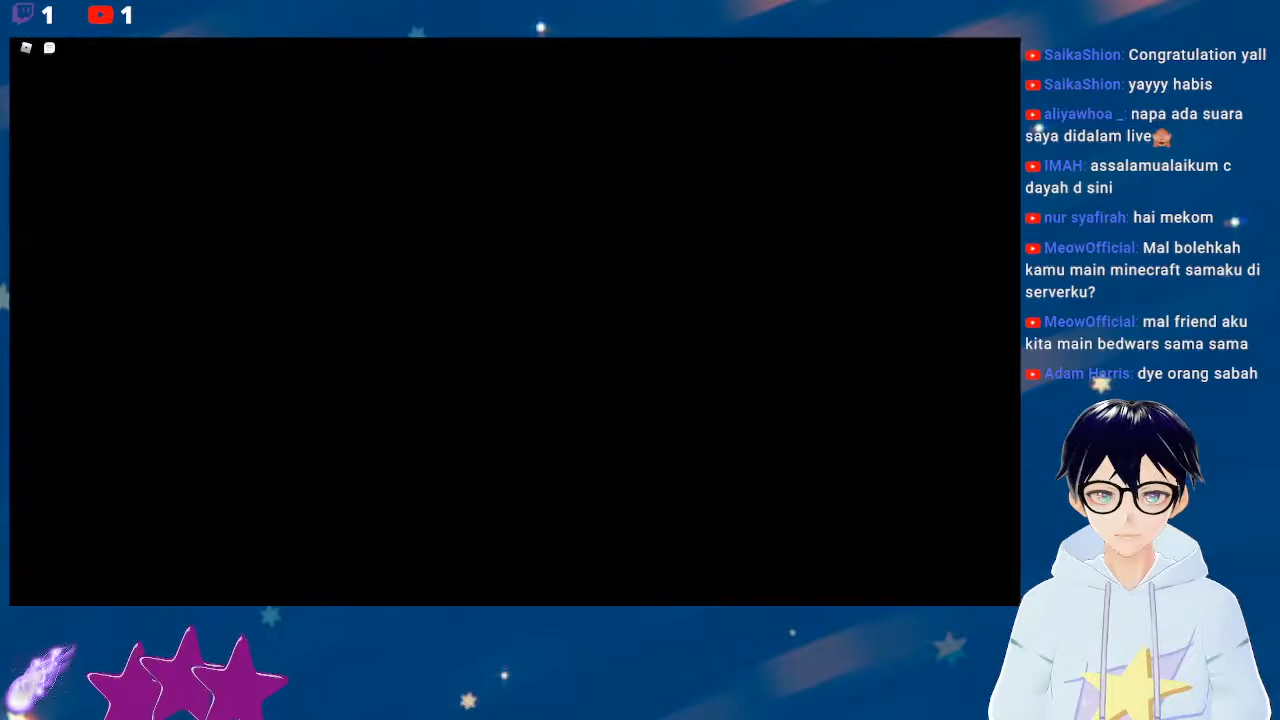 1
1
SaikaShion: Congratulation yall
SaikaShion: yayyy habis
aliyawhoa _: napa ada suara
saya didalam live
IMAH: assalamualaikum c
dayah d sini
nur syafirah: hai mekom
MeowOfficial: Mal bolehkah
kamu main minecraft samaku di
serverku?
MeowOfficial: mal friend aku
kita main bedwars sama sama
Adam Harris: dye orang sabah